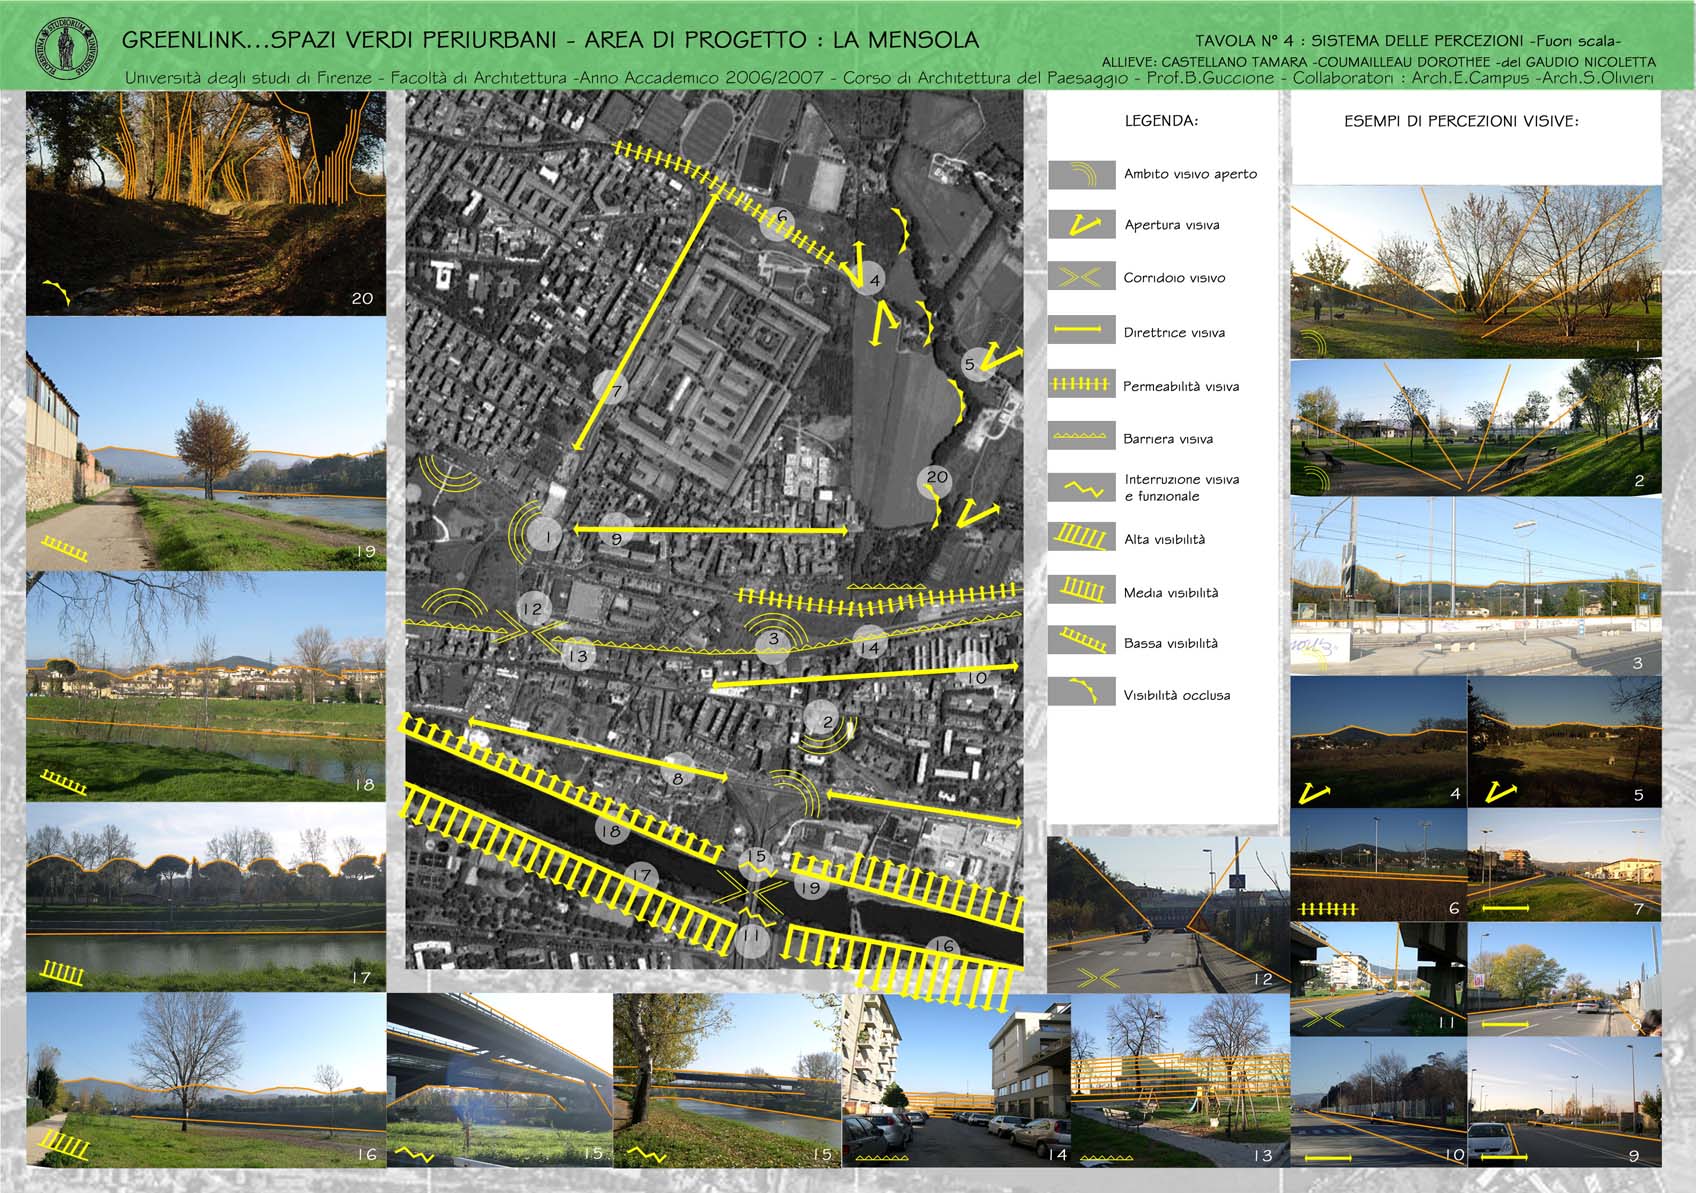 GREENLINK...SPAZI VERDI PERIURBANI - AREA DI PROGETTO : LA MENSOLA
TAVOLA N° 4 : SISTEMA DELLE PERCEZIONI -Fuori scala-
ALLIEVE: CASTELLANO TAMARA -COUMAILLEAU DOROTHEE -del GAUDIO NICOLETTA
Università degli studi di Firenze - Facoltà di Architettura -Anno Accademico 2006/2007 - Corso di Architettura del Paesaggio - Prof.B.Guccione - Collaboratori : Arch.E.Campus -Arch.S.Olivieri
20
19
18
17
16
15
15
14
13
6
4
5
7
20
1
9
12
3
13
14
10
2
8
18
15
17
19
11
16
LEGENDA:
Ambito visivo aperto
Apertura visiva
Corridoio visivo
Direttrice visiva
Permeabilità visiva
Barriera visiva
Interruzione visiva
e funzionale
Alta visibilità
Media visibilità
Bassa visibilità
Visibilità occlusa
ESEMPI DI PERCEZIONI VISIVE:
1
2
3
4
5
6
7
12
11
8
10
9